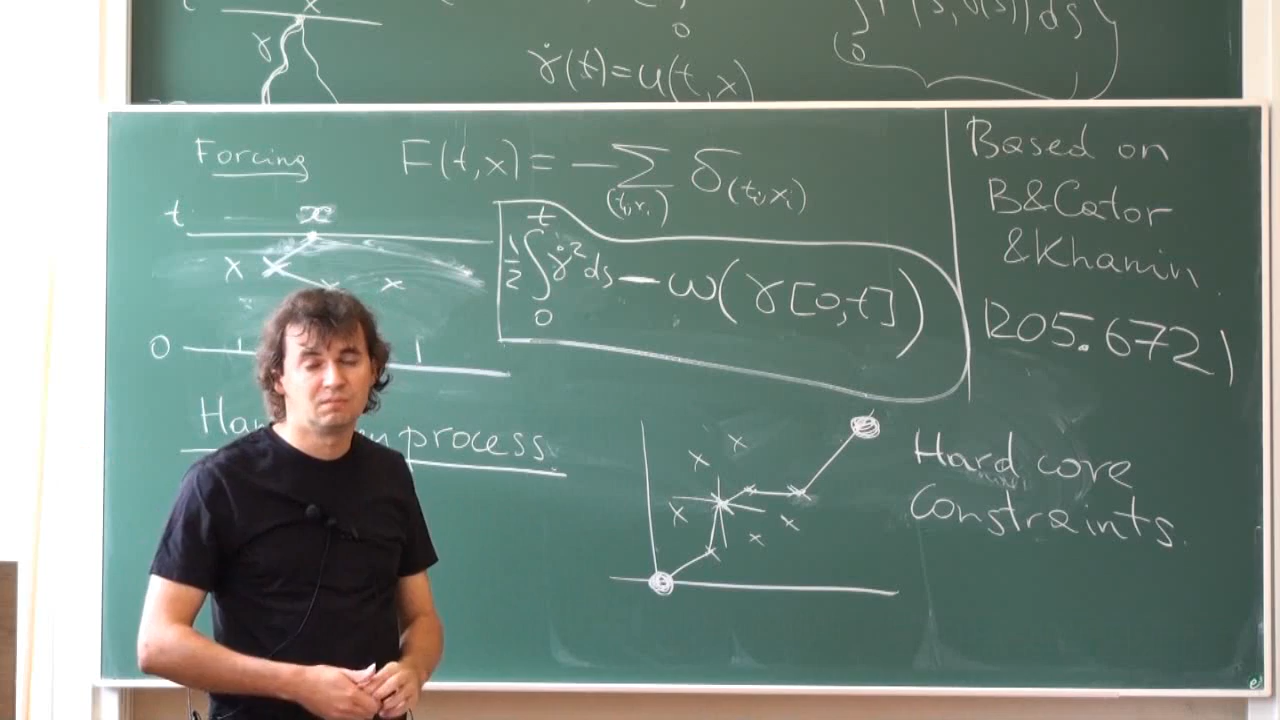 γ̇(t)=u(t,x)
Forcing
F(t,x) = -∑ δ(ti,xi)
(ti,xi)
t
x
1/2 ∫ γ̇² ds - ω(γ[0,t])
t
0
0
process.
Based on
B&Cator
&Khanin
1205.6721
Hard core
constraints.